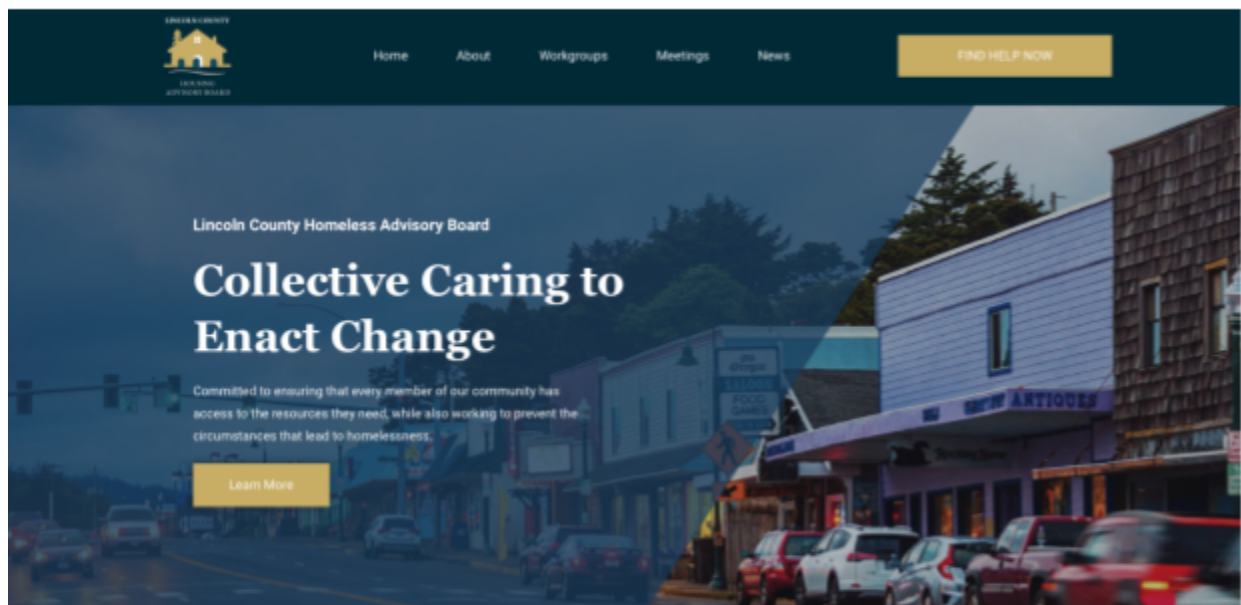 LINCOLN COUNTY
HOUSING
ADVISORY BOARD
Home About Workgroups Meetings News
FIND HELP NOW
Lincoln County Homeless Advisory Board
Collective Caring to
Enact Change
Committed to ensuring that every member of our community has
access to the resources they need, while also working to prevent the
circumstances that lead to homelessness.
Learn More
SALOON
FOOD
GAMES
ANTIQUES